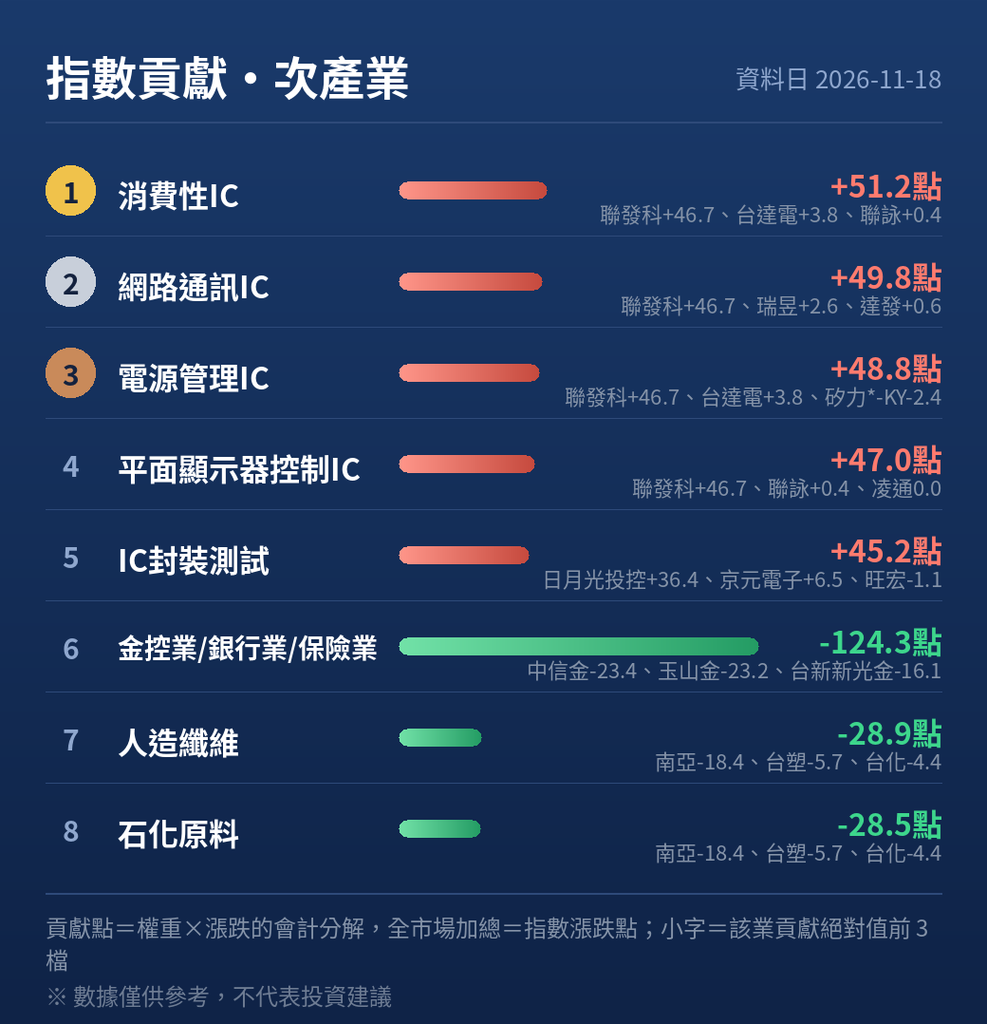 指數貢獻・次產業
資料日 2026-11-18
1
消費性IC
+51.2點
聯發科+46.7、台達電+3.8、聯詠+0.4
2
網路通訊IC
+49.8點
聯發科+46.7、瑞昱+2.6、達發+0.6
3
電源管理IC
+48.8點
聯發科+46.7、台達電+3.8、矽力*-KY-2.4
4
平面顯示器控制IC
+47.0點
聯發科+46.7、聯詠+0.4、凌通0.0
5
IC封裝測試
+45.2點
日月光投控+36.4、京元電子+6.5、旺宏-1.1
6
金控業/銀行業/保險業
-124.3點
中信金-23.4、玉山金-23.2、台新新光金-16.1
7
人造纖維
-28.9點
南亞-18.4、台塑-5.7、台化-4.4
8
石化原料
-28.5點
南亞-18.4、台塑-5.7、台化-4.4
貢獻點＝權重×漲跌的會計分解，全市場加總＝指數漲跌點；小字＝該業貢獻絕對值前 3
檔
※ 數據僅供參考，不代表投資建議